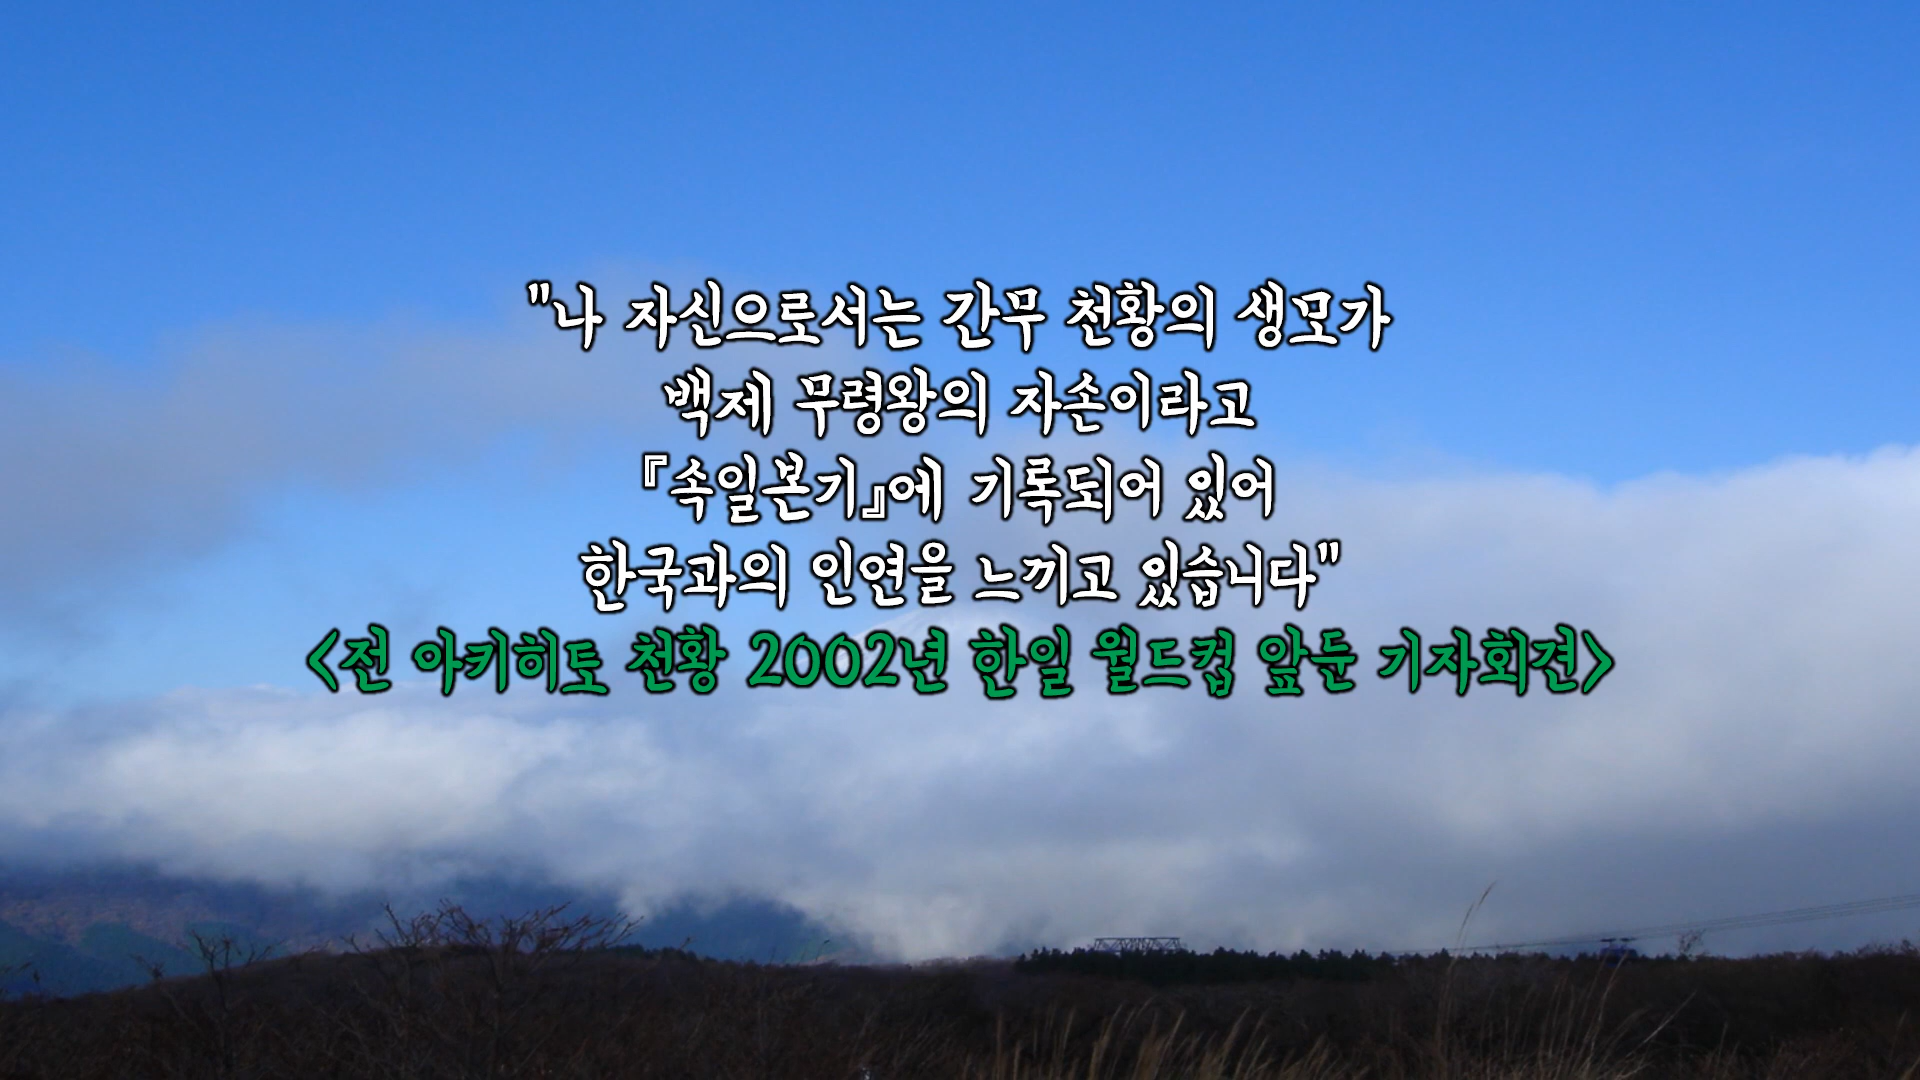 "나 자신으로서는 간무 천황의 생모가
백제 무령왕의 자손이라고
『속일본기』에 기록되어 있어
한국과의 인연을 느끼고 있습니다"
<전 아키히토 천황 2002년 한일 월드컵 앞둔 기자회견>